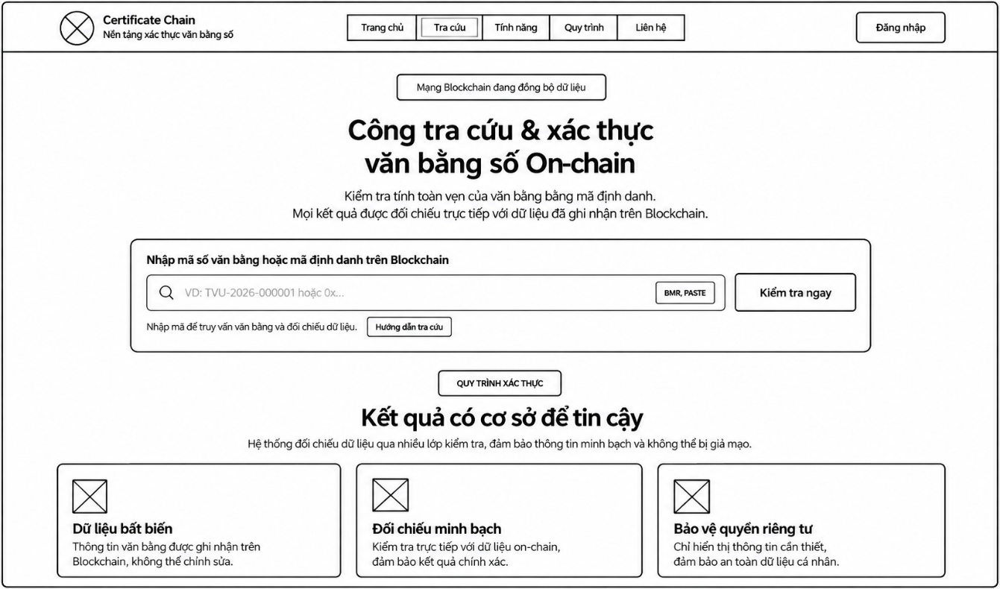 Certificate Chain
Nền tảng xác thực văn bằng số
Trang chủ
Tra cứu
Tính năng
Quy trình
Liên hệ
Đăng nhập
Mạng Blockchain đang đồng bộ dữ liệu
Công tra cứu & xác thực
văn bằng số On-chain
Kiểm tra tính toàn vẹn của văn bằng bằng mã định danh.
Mọi kết quả được đối chiếu trực tiếp với dữ liệu đã ghi nhận trên Blockchain.
Nhập mã số văn bằng hoặc mã định danh trên Blockchain
VD: TVU-2026-000001 hoặc 0x...
BMR, PASTE
Kiểm tra ngay
Nhập mã để truy vấn văn bằng và đối chiếu dữ liệu.
Hướng dẫn tra cứu
QUY TRÌNH XÁC THỰC
Kết quả có cơ sở để tin cậy
Hệ thống đối chiếu dữ liệu qua nhiều lớp kiểm tra, đảm bảo thông tin minh bạch và không thể bị giả mạo.
Dữ liệu bất biến
Thông tin văn bằng được ghi nhận trên
Blockchain, không thể chỉnh sửa.
Đối chiếu minh bạch
Kiểm tra trực tiếp với dữ liệu on-chain,
đảm bảo kết quả chính xác.
Bảo vệ quyền riêng tư
Chỉ hiển thị thông tin cần thiết,
đảm bảo an toàn dữ liệu cá nhân.